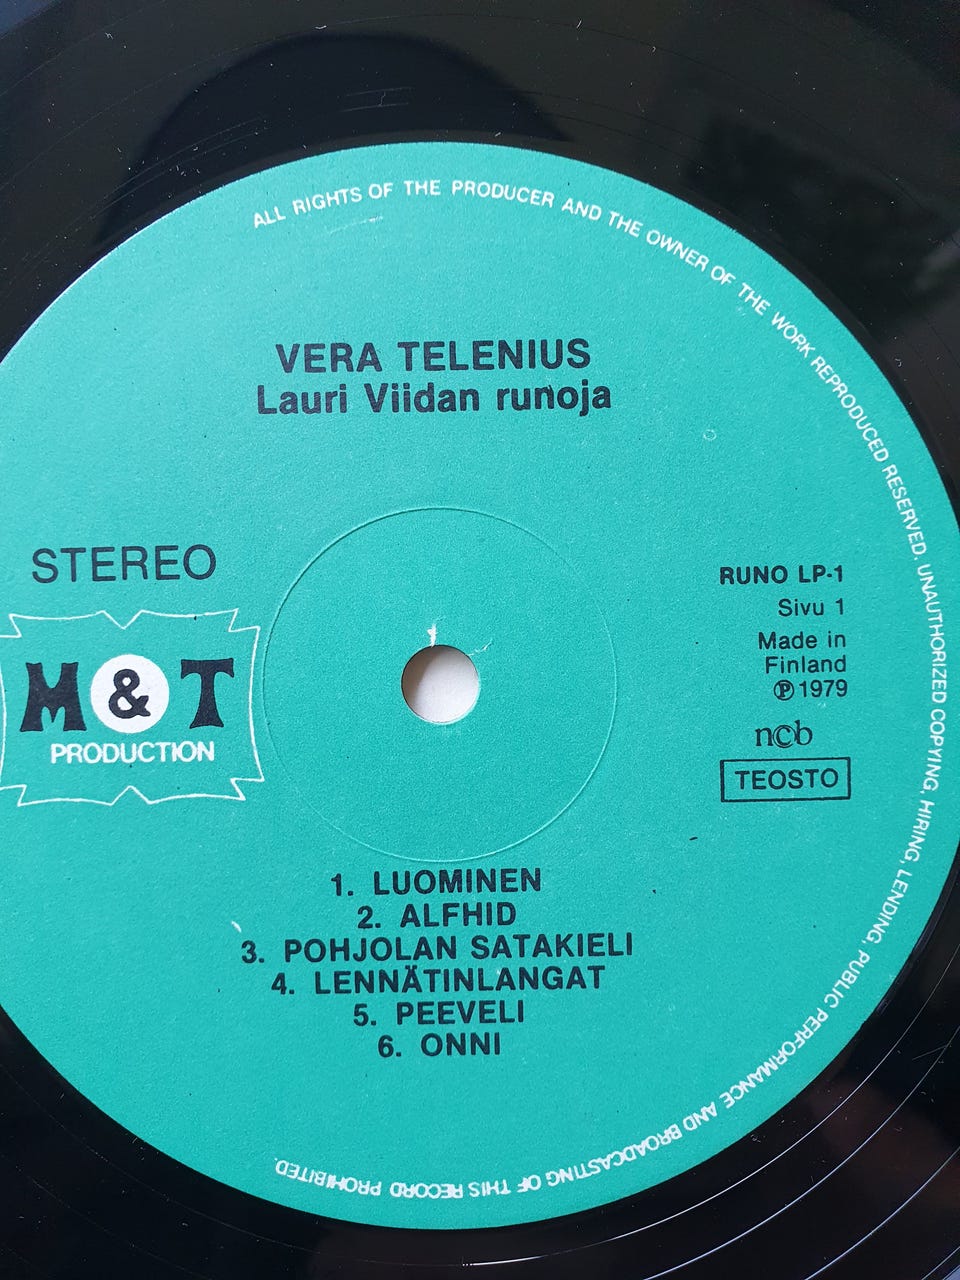 ALL RIGHTS OF THE PRODUCER AND THE OWNER OF THE WORK REPRODUCED RESERVED. UNAUTHORIZED COPYING, HIRING, LENDING, PUBLIC PERFORMANCE AND BROADCASTING OF THIS RECORD PROHIBITED.
VERA TELENIUS
Lauri Viidan runoja
STEREO
M&T
PRODUCTION
RUNO LP-1
Sivu 1
Made in
Finland
℗ 1979
ncb
TEOSTO
1. LUOMINEN
2. ALFHID
3. POHJOLAN SATAKIELI
4. LENNÄTINLANGAT
5. PEEVELI
6. ONNI